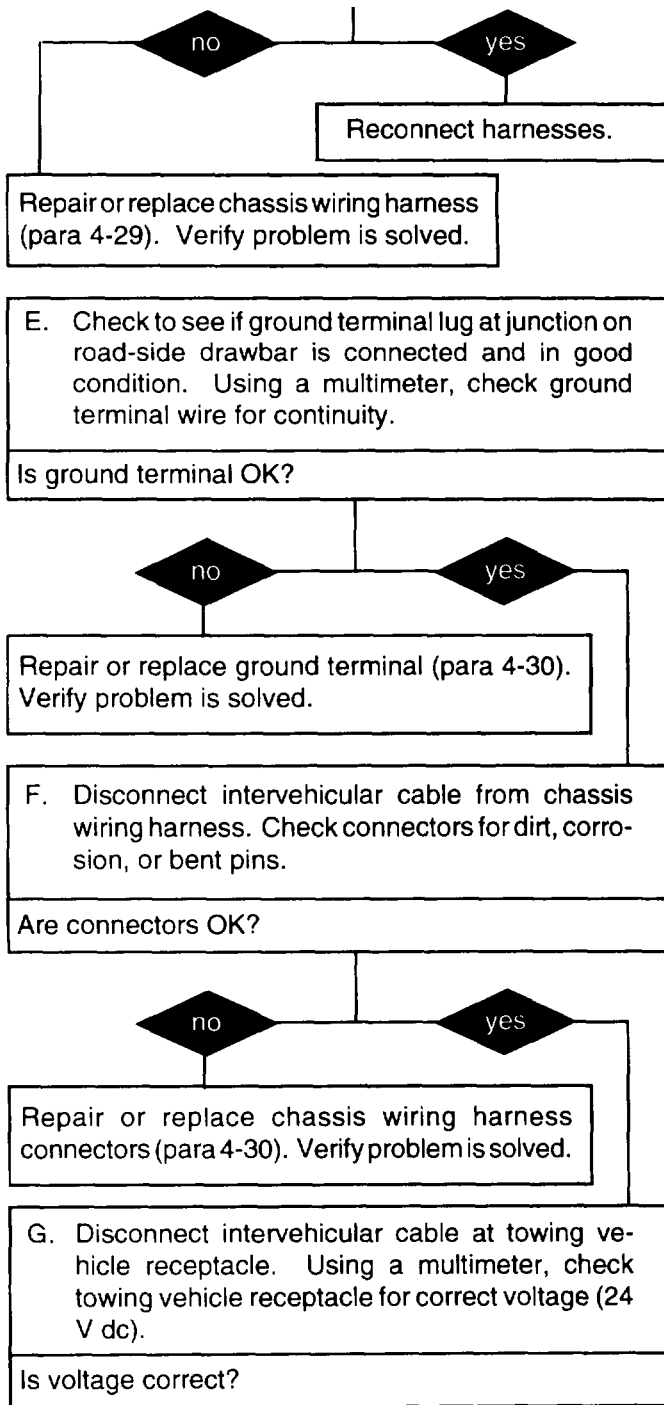 no
yes
Reconnect harnesses.
Repair or replace chassis wiring harness
(para 4-29). Verify problem is solved.
E. Check to see if ground terminal lug at junction on
road-side drawbar is connected and in good
condition. Using a multimeter, check ground
terminal wire for continuity.
Is ground terminal OK?
no
yes
Repair or replace ground terminal (para 4-30).
Verify problem is solved.
F. Disconnect intervehicular cable from chassis
wiring harness. Check connectors for dirt, corro-
sion, or bent pins.
Are connectors OK?
no
yes
Repair or replace chassis wiring harness
connectors (para 4-30). Verify problem is solved.
G. Disconnect intervehicular cable at towing ve-
hicle receptacle. Using a multimeter, check
towing vehicle receptacle for correct voltage (24
V dc).
Is voltage correct?